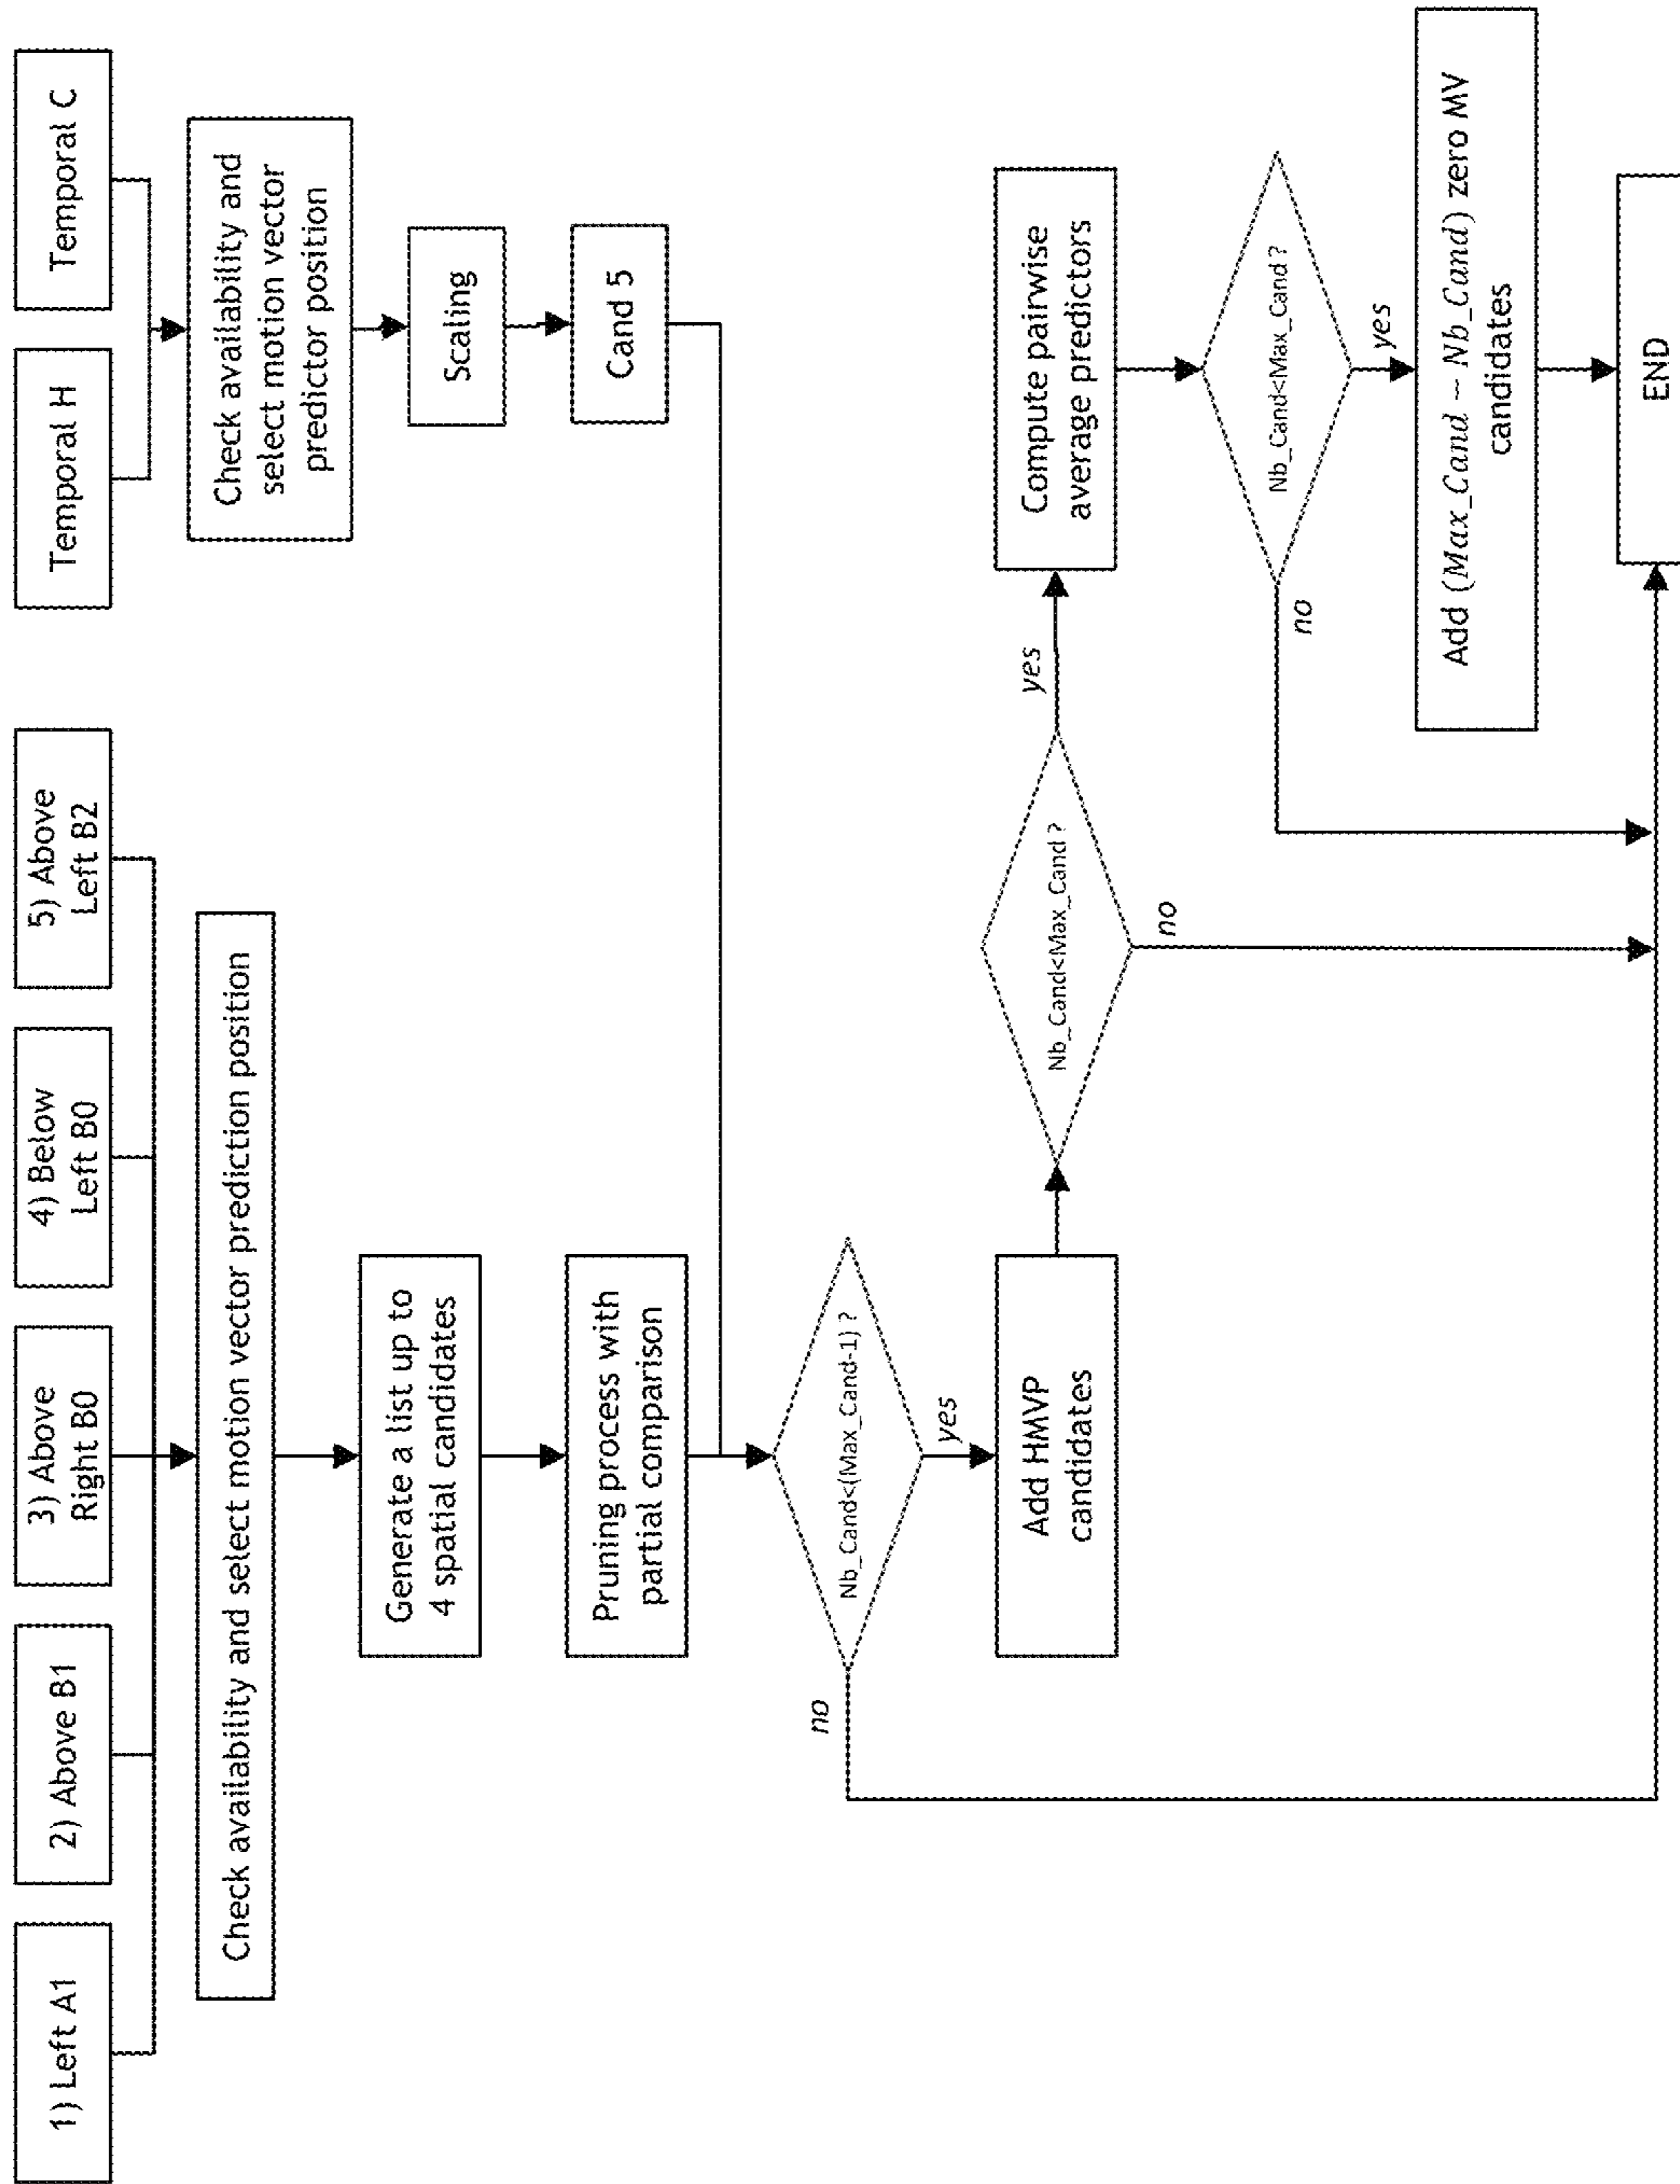 1) Left A1
2) Above B1
3) Above
Right B0
4) Below
Left B0
5) Above
Left B2
Temporal H
Temporal C
Check availability and select motion vector prediction position
Check availability and
select motion vector
predictor position
Generate a list up to
4 spatial candidates
Scaling
Pruning process with
partial comparison
Cand 5
Nb_Cand<(Max_Cand-1) ?
no
yes
Add HMVP
candidates
Nb_Cand<Max_Cand ?
yes
no
Compute pairwise
average predictors
Nb_Cand<Max_Cand ?
no
yes
Add (Max_Cand − Nb_Cand) zero MV
candidates
END